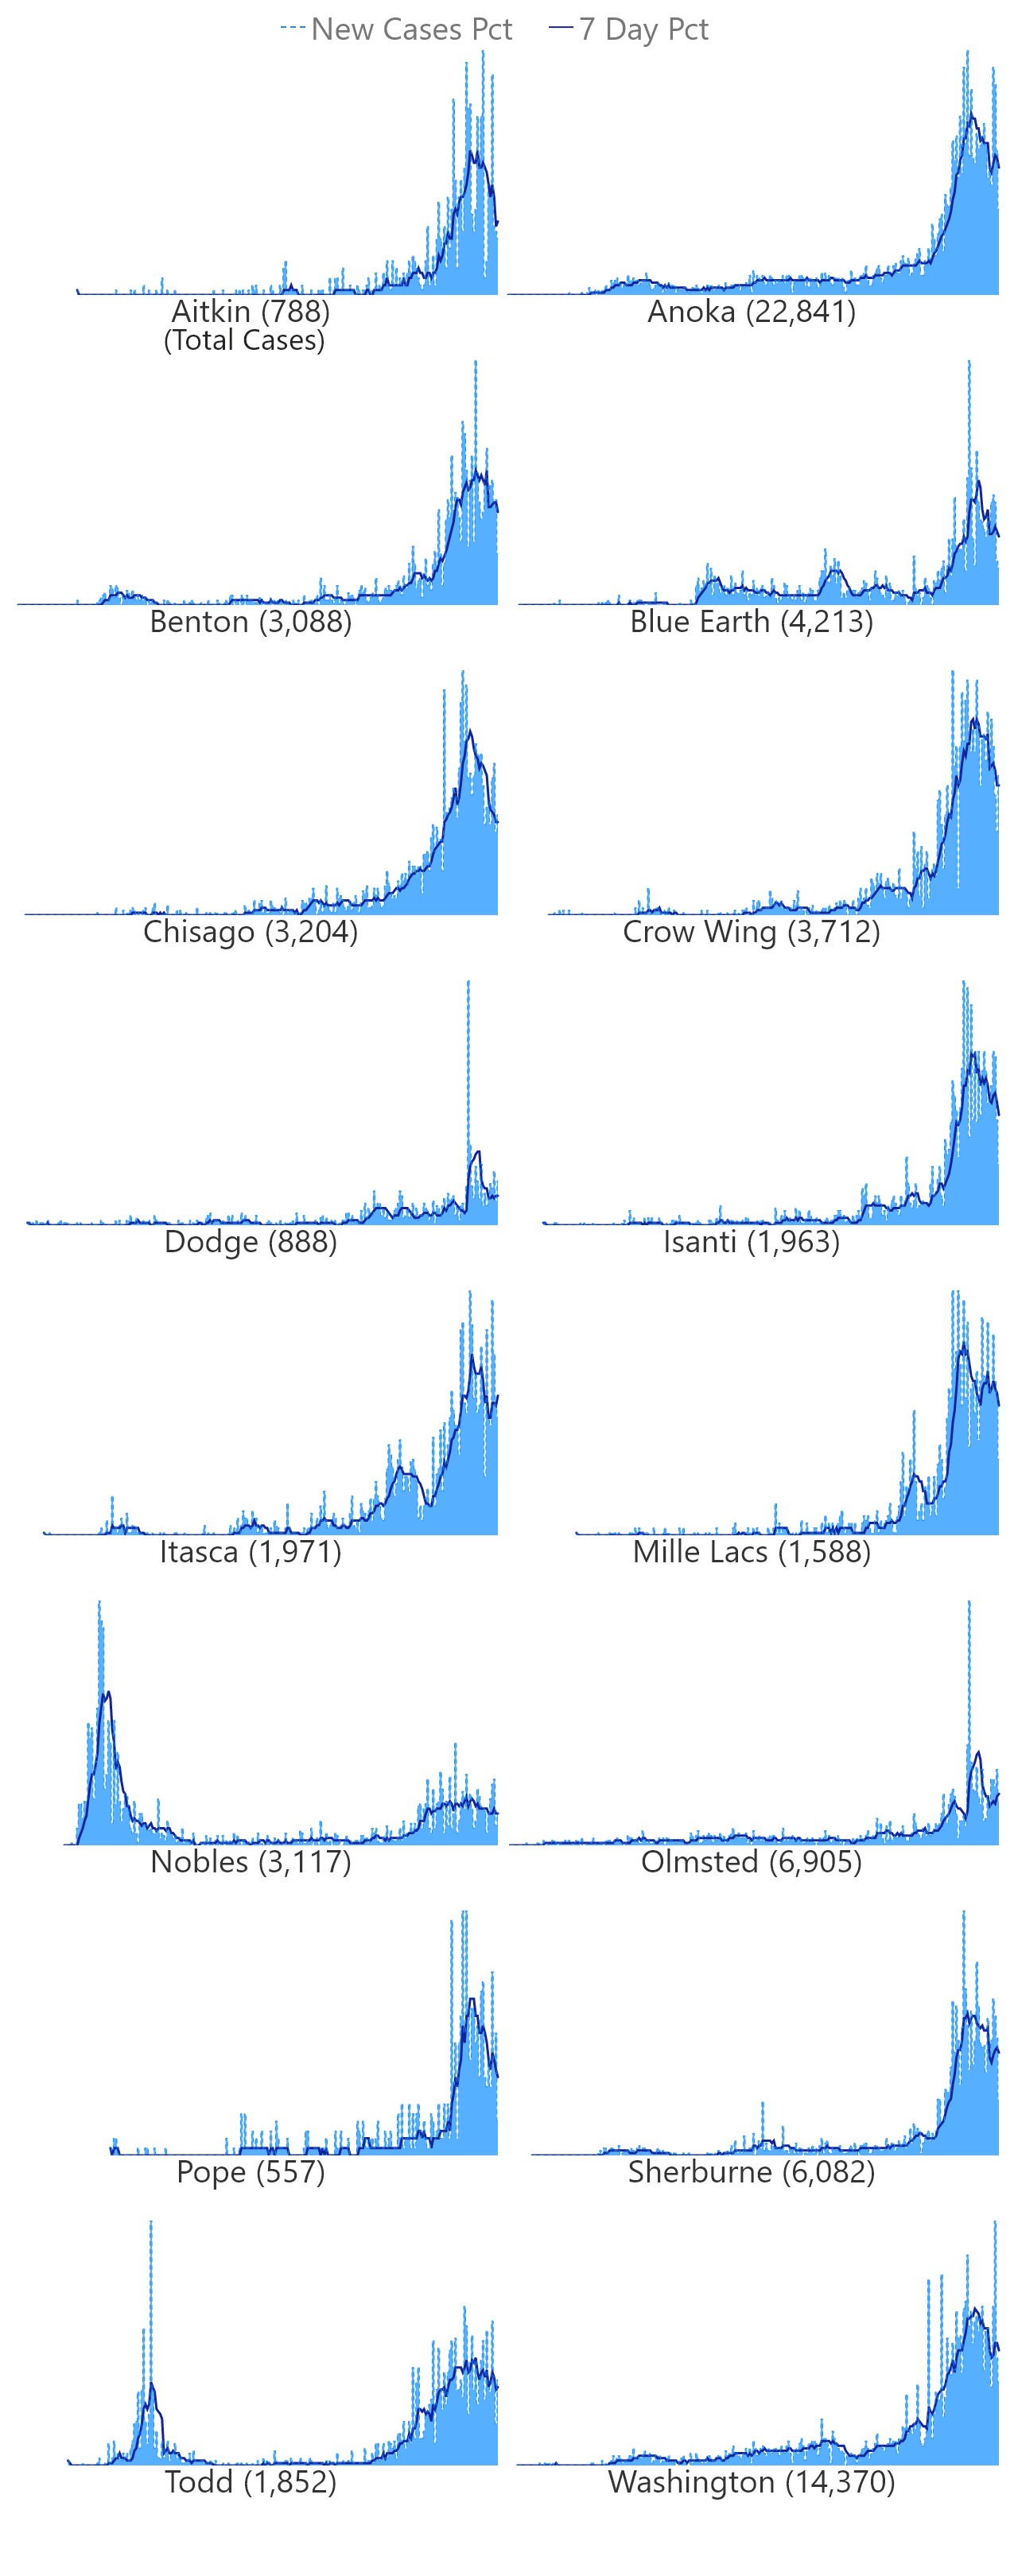 New Cases Pct 7 Day Pct
Aitkin (788) Anoka (22,841)
(Total Cases)
Benton (3,088) Blue Earth (4,213)
Chisago (3,204) Crow Wing (3,712)
Dodge (888) Isanti (1,963)
Itasca (1,971) Mille Lacs (1,588)
Nobles (3,117) Olmsted (6,905)
Pope (557) Sherburne (6,082)
Todd (1,852) Washington (14,370)